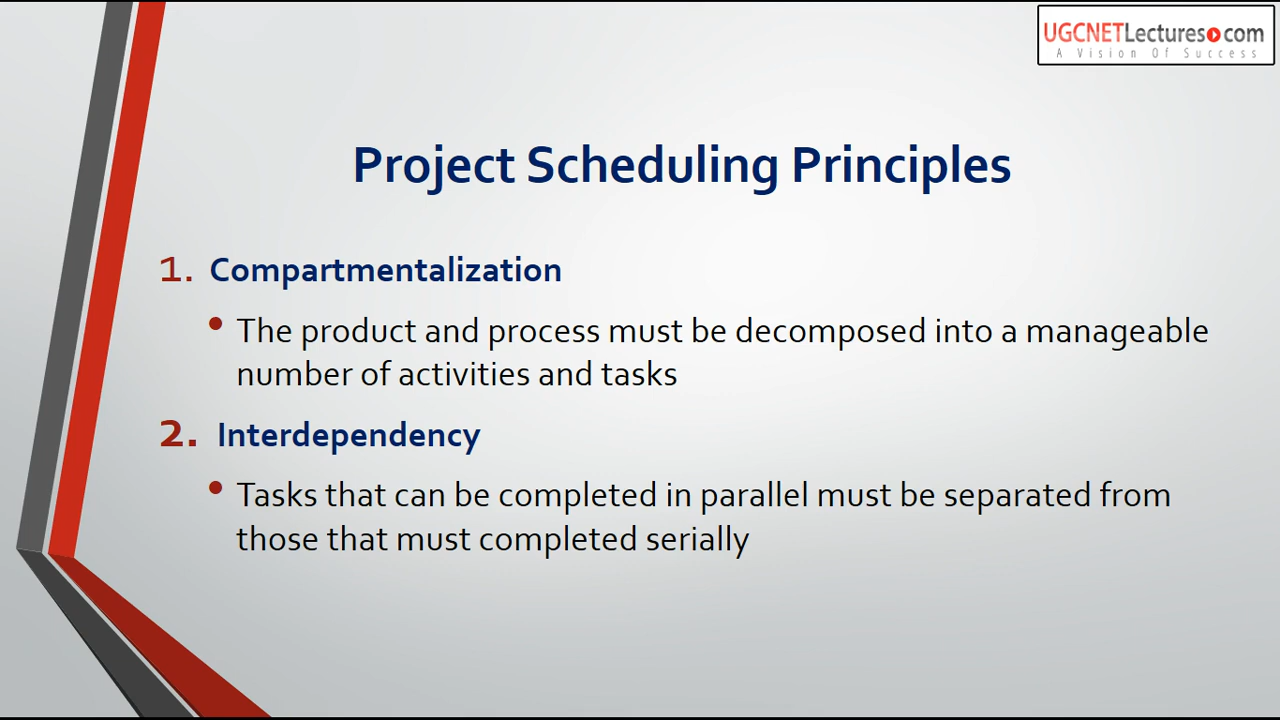 UGCNETLectures.com
A Vision Of Success
Project Scheduling Principles
1. Compartmentalization
• The product and process must be decomposed into a manageable
number of activities and tasks
2. Interdependency
• Tasks that can be completed in parallel must be separated from
those that must completed serially